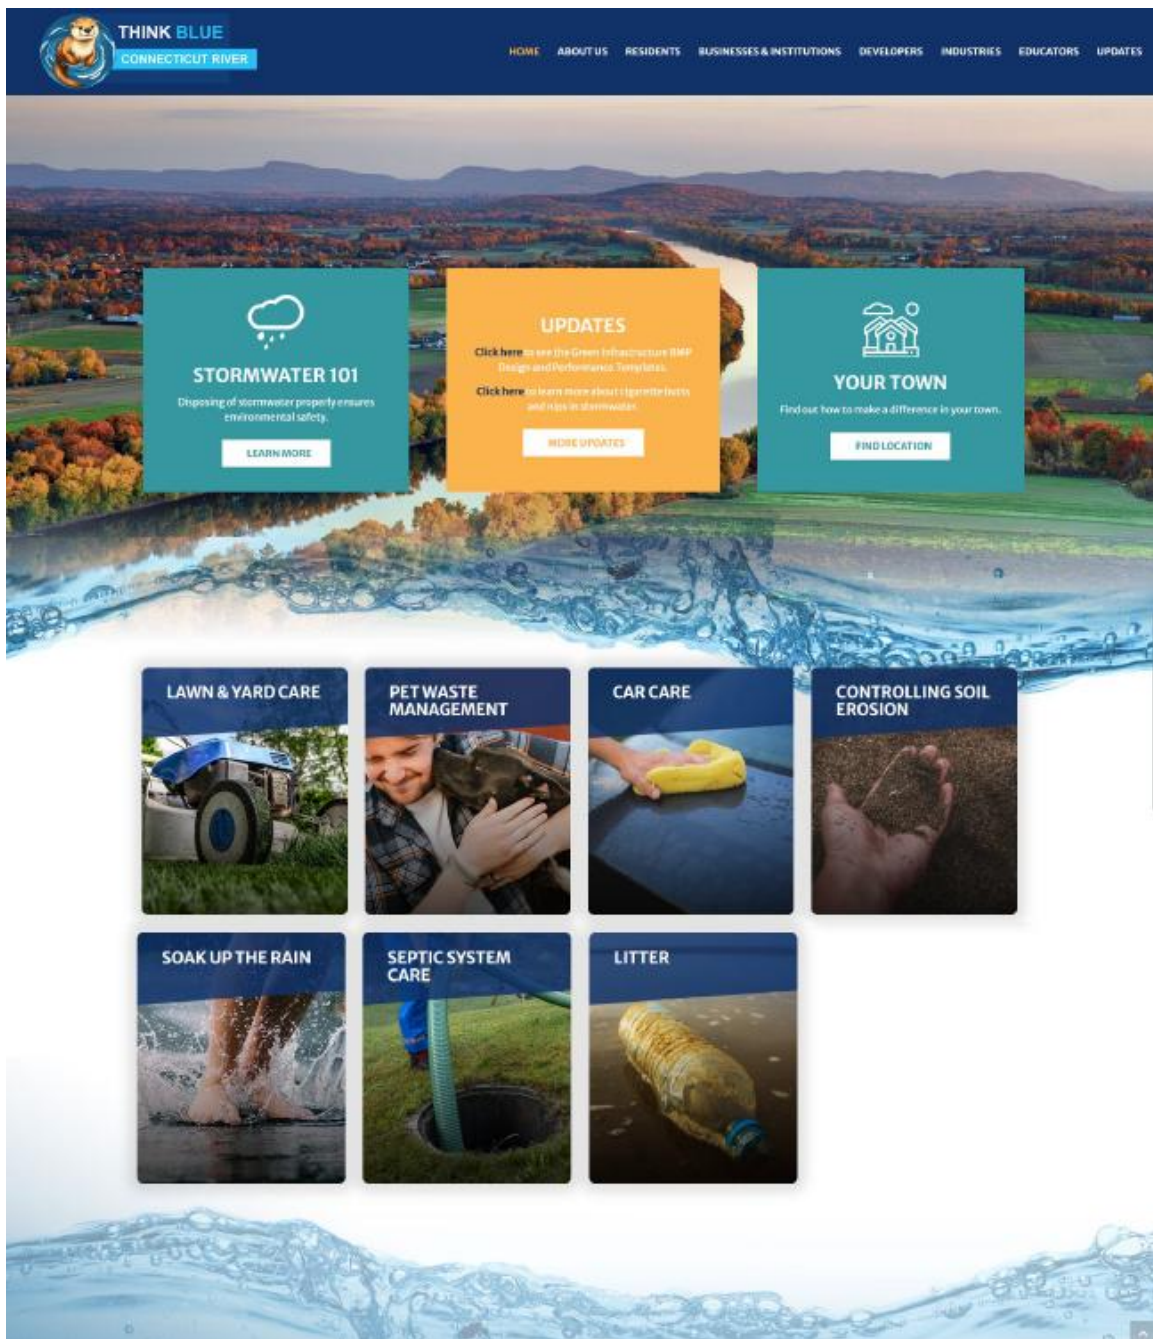 THINK BLUE
CONNECTICUT RIVER
HOME ABOUT US RESIDENTS BUSINESSES & INSTITUTIONS DEVELOPERS INDUSTRIES EDUCATORS UPDATES
STORMWATER 101
Disposing of stormwater properly ensures
environmental safety.
LEARN MORE
UPDATES
Click here to see the Green Infrastructure BMP
Design and Performance Templates.
Click here to learn more about cigarette butts
and nips in stormwater.
MORE UPDATES
YOUR TOWN
Find out how to make a difference in your town.
FIND LOCATION
LAWN & YARD CARE
PET WASTE
MANAGEMENT
CAR CARE
CONTROLLING SOIL
EROSION
SOAK UP THE RAIN
SEPTIC SYSTEM
CARE
LITTER